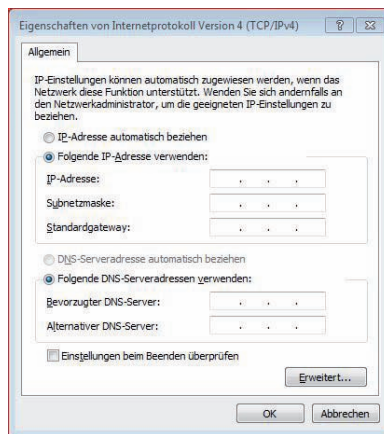 Eigenschaften von Internetprotokoll Version 4 (TCP/IPv4)
Allgemein
IP-Einstellungen können automatisch zugewiesen werden, wenn das
Netzwerk diese Funktion unterstützt. Wenden Sie sich andernfalls an
den Netzwerkadministrator, um die geeigneten IP-Einstellungen zu
beziehen.
IP-Adresse automatisch beziehen
Folgende IP-Adresse verwenden:
IP-Adresse:
Subnetzmaske:
Standardgateway:
DNS-Serveradresse automatisch beziehen
Folgende DNS-Serveradressen verwenden:
Bevorzugter DNS-Server:
Alternativer DNS-Server:
Einstellungen beim Beenden überprüfen
Erweitert...
OK Abbrechen